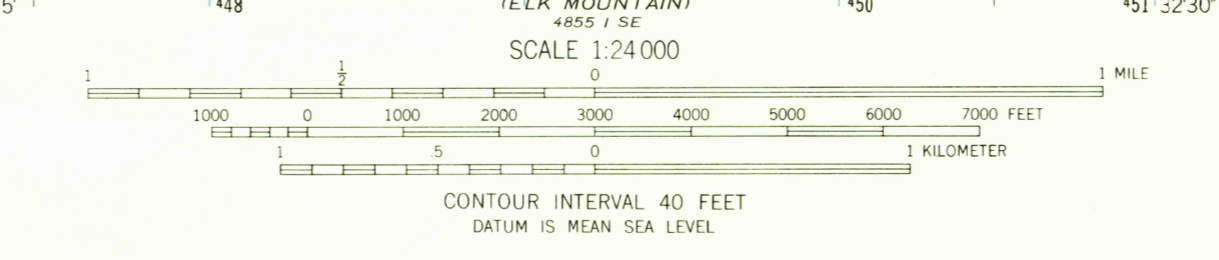 5' ⁴48 (ELK MOUNTAIN) ⁴50 ⁴51 32'30"
4855 I SE
SCALE 1:24 000
1 ½ 0 1 MILE
1000 0 1000 2000 3000 4000 5000 6000 7000 FEET
1 .5 0 1 KILOMETER
CONTOUR INTERVAL 40 FEET
DATUM IS MEAN SEA LEVEL